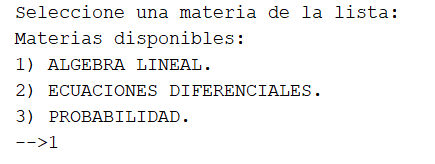 Seleccione una materia de la lista:
Materias disponibles:
1) ALGEBRA LINEAL.
2) ECUACIONES DIFERENCIALES.
3) PROBABILIDAD.
-->1